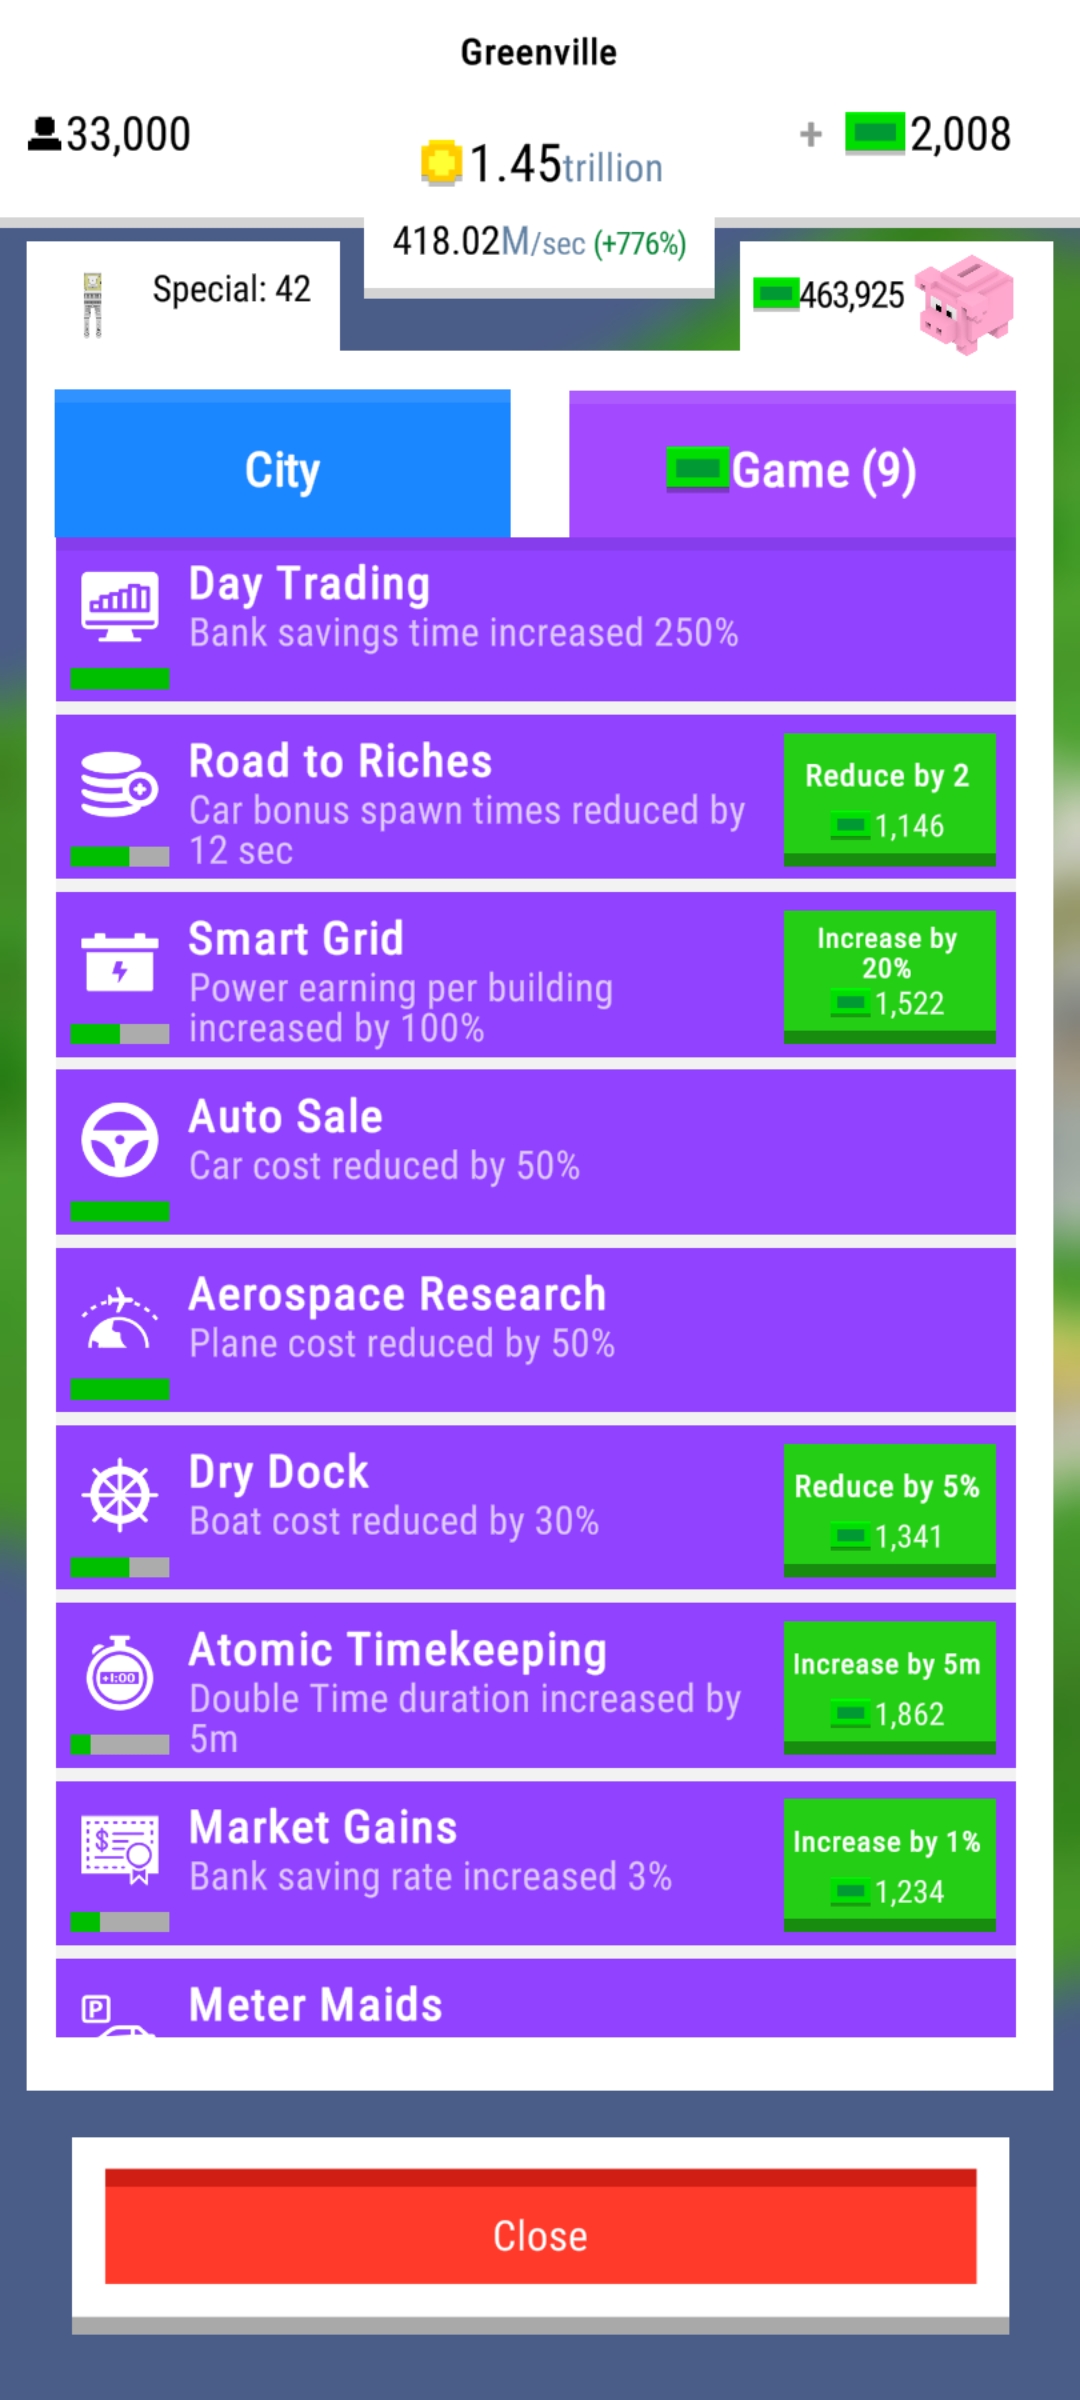 Greenville
33,000
1.45trillion
+ 2,008
418.02M/sec (+776%)
Special: 42
463,925
City
Game (9)
Day Trading
Bank savings time increased 250%
Road to Riches
Car bonus spawn times reduced by
12 sec
Reduce by 2
1,146
Smart Grid
Power earning per building
increased by 100%
Increase by
20%
1,522
Auto Sale
Car cost reduced by 50%
Aerospace Research
Plane cost reduced by 50%
Dry Dock
Boat cost reduced by 30%
Reduce by 5%
1,341
+1:00
Atomic Timekeeping
Double Time duration increased by
5m
Increase by 5m
1,862
$
Market Gains
Bank saving rate increased 3%
Increase by 1%
1,234
P
Meter Maids
Close